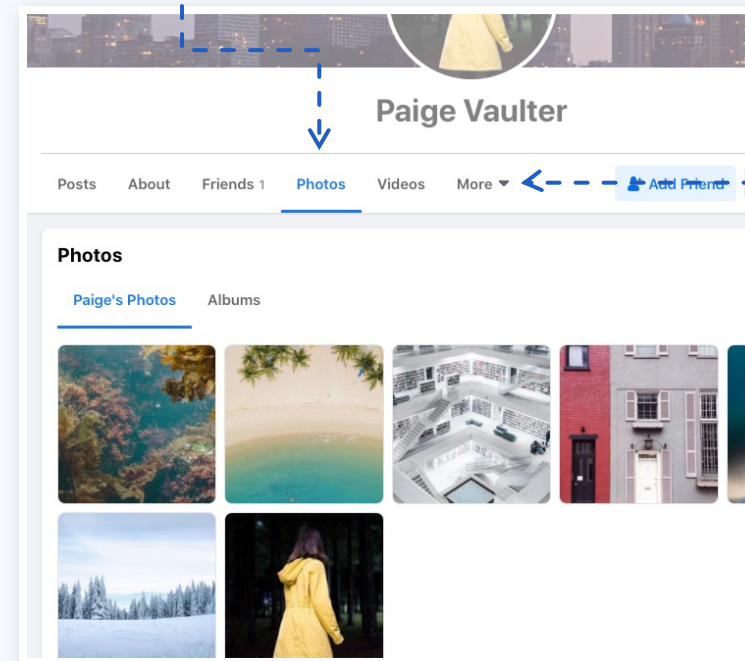 Paige Vaulter
Posts About Friends 1 Photos Videos More Add Friend
Photos
Paige's Photos Albums